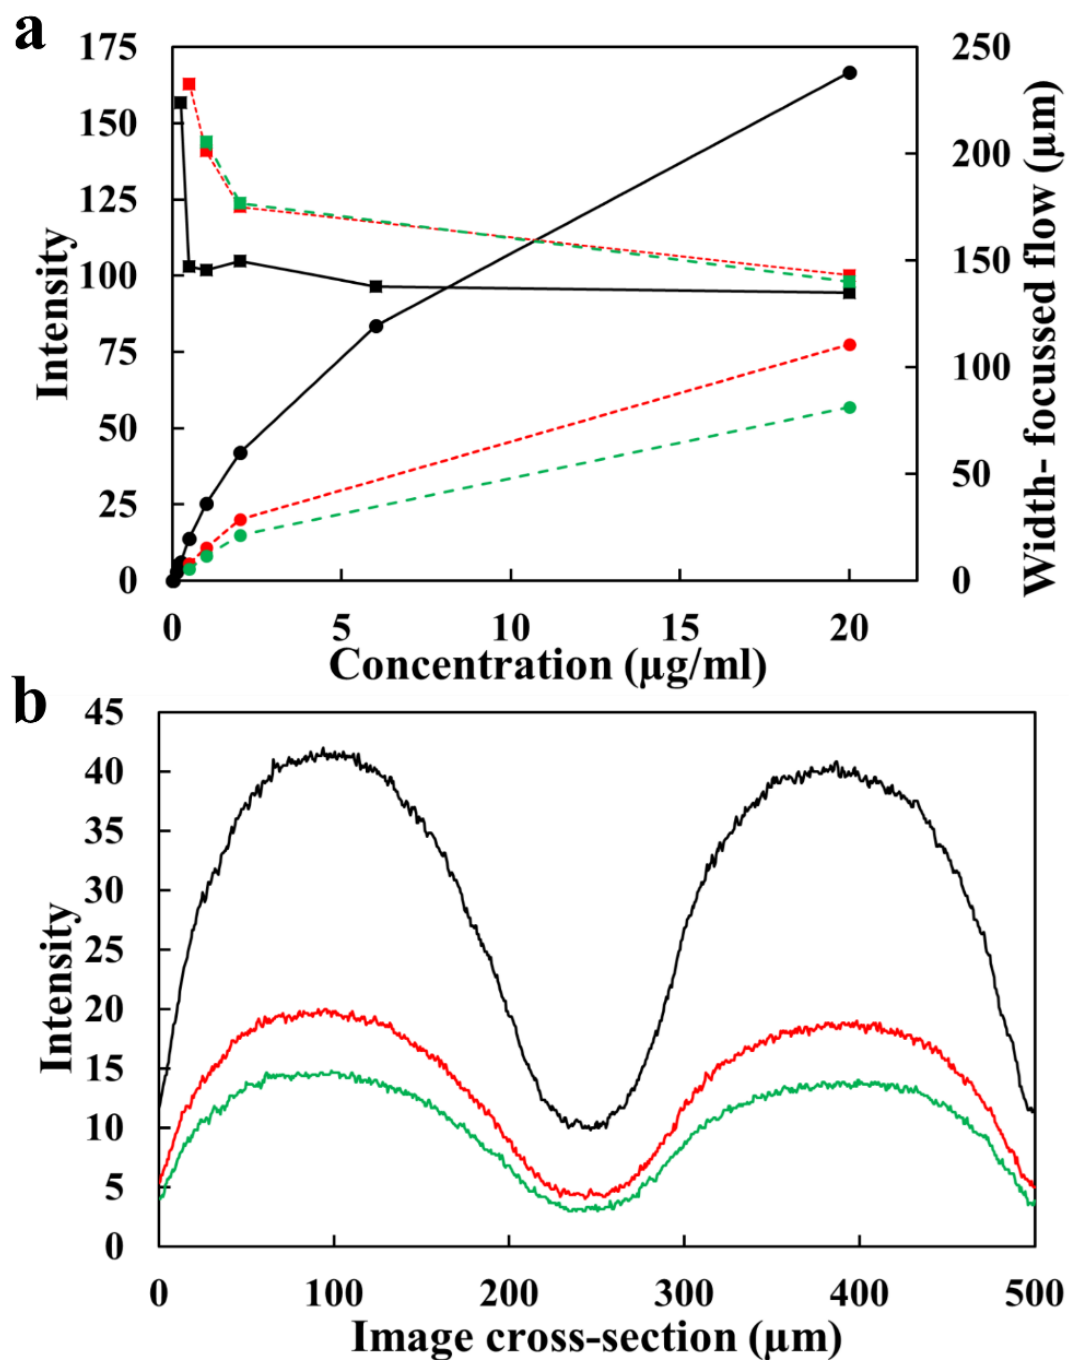 a
175 250
150
200
125
150
100
75
100
50
50
25
0 0
Intensity
Width- focussed flow (µm)
0 5 10 15 20
Concentration (µg/ml)
b
45
40
35
30
25
20
15
10
5
0
Intensity
0 100 200 300 400 500
Image cross-section (µm)